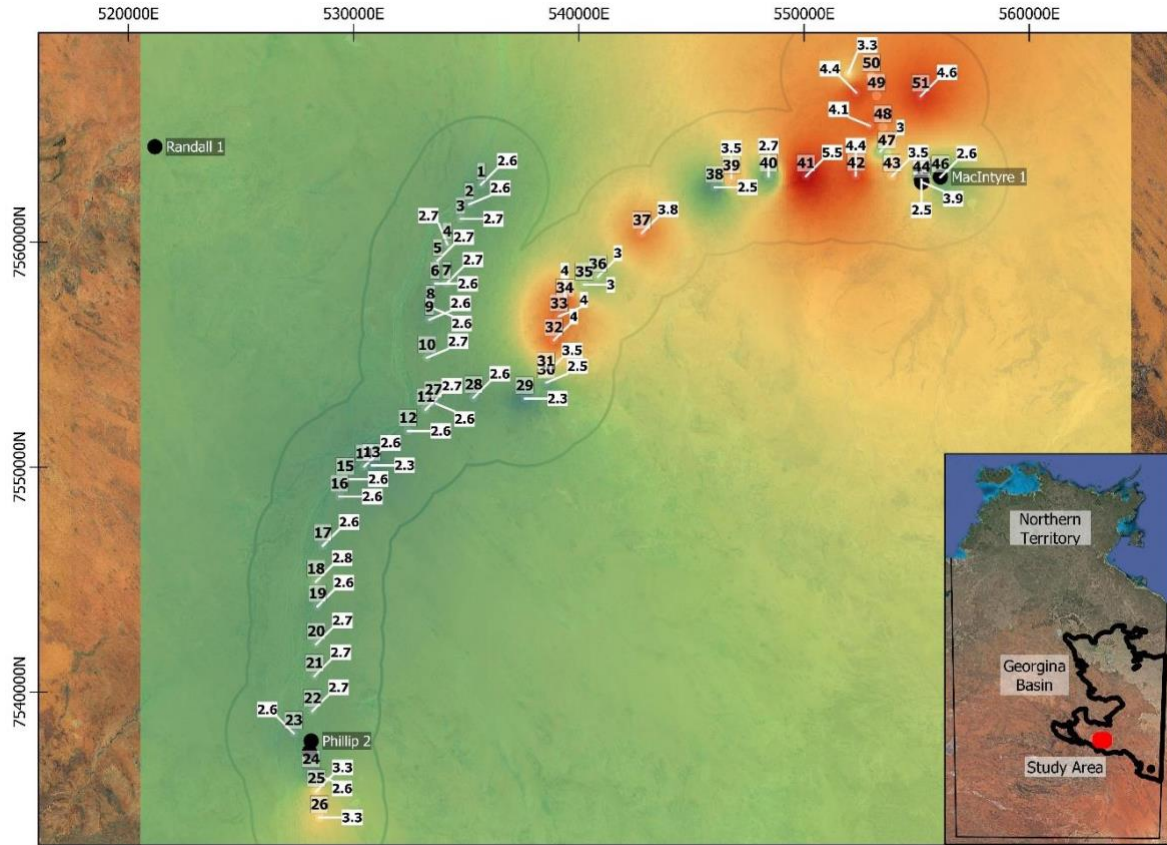 520000E 530000E 540000E 550000E 560000E
3.3
50
4.4 49 51 4.6
4.1 48
3
47
Randall 1
3.5 2.7 4.4 3.5 2.6
39 40 41 5.5 42 43 44 46
38 2.5 MacIntyre 1
3.9
2.5
1 2.6
2 2.6
3 2.7
2.7 4
3.8
37
7560000N
5 2.7
6 7 2.7
2.6
3
36
4 35
34 3
8 2.6
9 2.6
33 4
32 4
10 2.7
3.5
31
30 2.5
27 2.7 28 2.6 29
2.3
2.6
12 2.6
7550000N
13 2.6
15 2.3
2.6
16 2.6
17 2.6
18 2.8
19 2.6
20 2.7
21 2.7
22 2.7
7540000N
2.6 23
Phillip 2
24
25 3.3
2.6
26
3.3
Northern
Territory
Georgina
Basin
Study Area